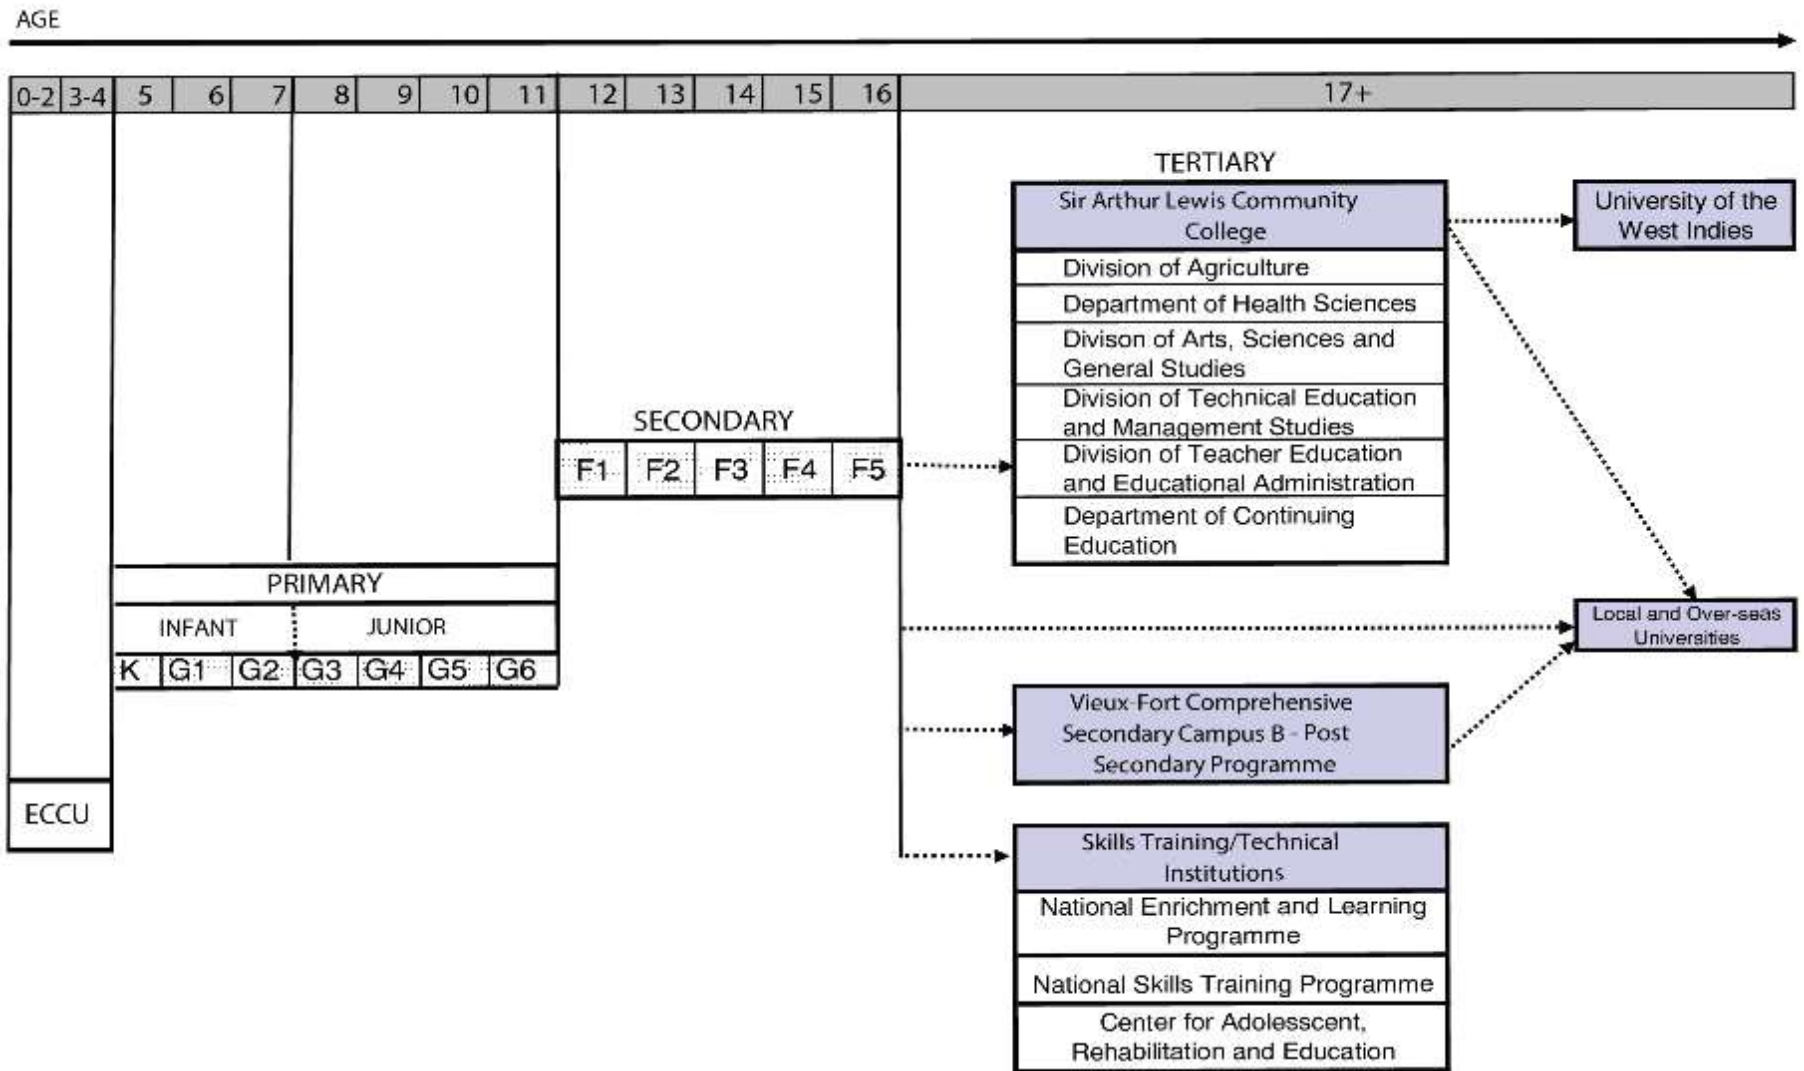 AGE
0-2 3-4 5 6 7 8 9 10 11 12 13 14 15 16 17+
TERTIARY
Sir Arthur Lewis Community
College
Division of Agriculture
Department of Health Sciences
Divison of Arts, Sciences and
General Studies
Division of Technical Education
and Management Studies
Division of Teacher Education
and Educational Administration
Department of Continuing
Education
University of the
West Indies
SECONDARY
F1 F2 F3 F4 F5
PRIMARY
INFANT JUNIOR
K G1 G2 G3 G4 G5 G6
Local and Over-seas
Universities
Vieux-Fort Comprehensive
Secondary Campus B - Post
Secondary Programme
ECCU
Skills Training/Technical
Institutions
National Enrichment and Learning
Programme
National Skills Training Programme
Center for Adolesscent,
Rehabilitation and Education